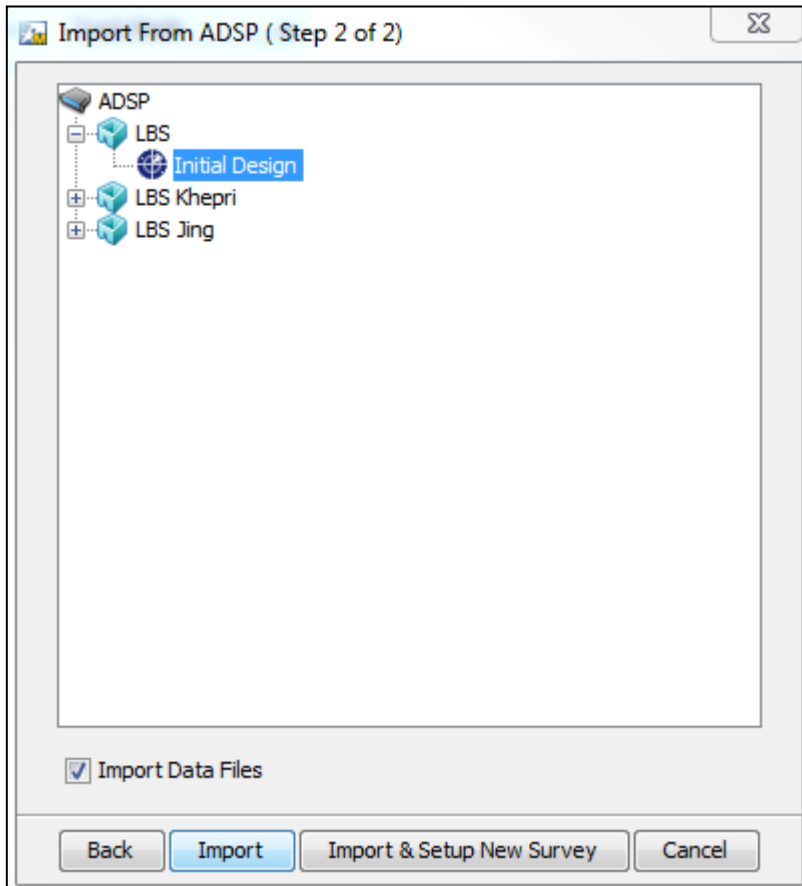 Import From ADSP ( Step 2 of 2)
ADSP
LBS
Initial Design
LBS Khepri
LBS Jing
Import Data Files
Back Import Import & Setup New Survey Cancel